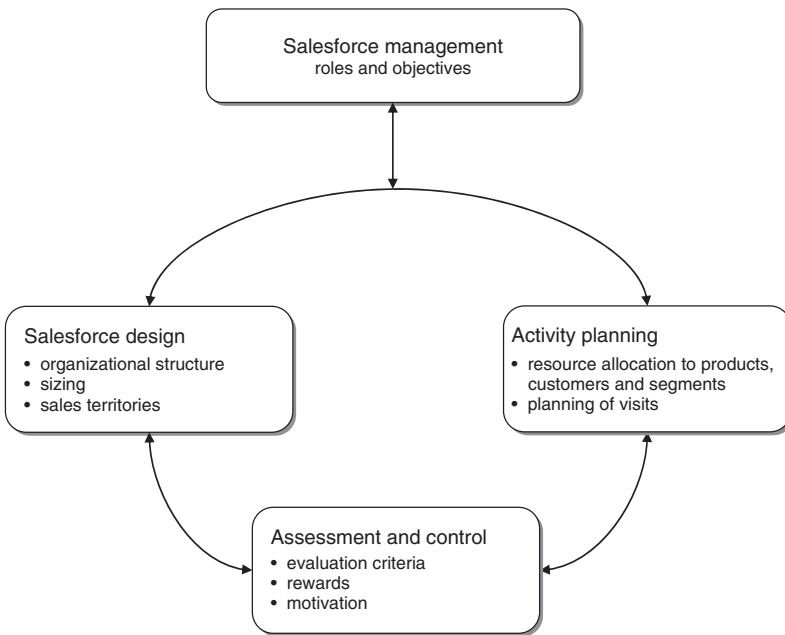 Salesforce management
roles and objectives
Salesforce design
• organizational structure
• sizing
• sales territories
Activity planning
• resource allocation to products,
customers and segments
• planning of visits
Assessment and control
• evaluation criteria
• rewards
• motivation